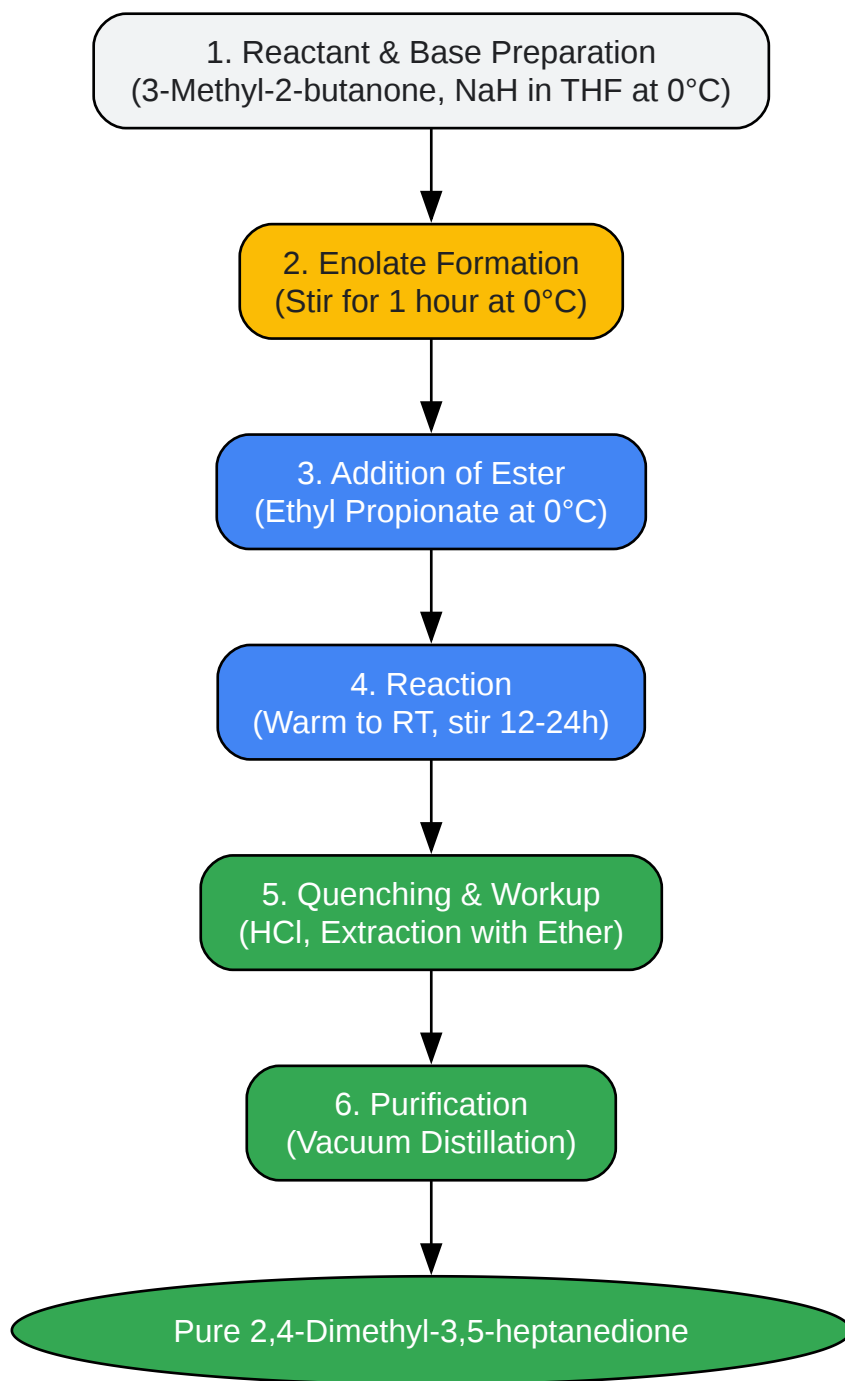 1. Reactant & Base Preparation
(3-Methyl-2-butanone, NaH in THF at 0°C)
2. Enolate Formation
(Stir for 1 hour at 0°C)
3. Addition of Ester
(Ethyl Propionate at 0°C)
4. Reaction
(Warm to RT, stir 12-24h)
5. Quenching & Workup
(HCl, Extraction with Ether)
6. Purification
(Vacuum Distillation)
Pure 2,4-Dimethyl-3,5-heptanedione